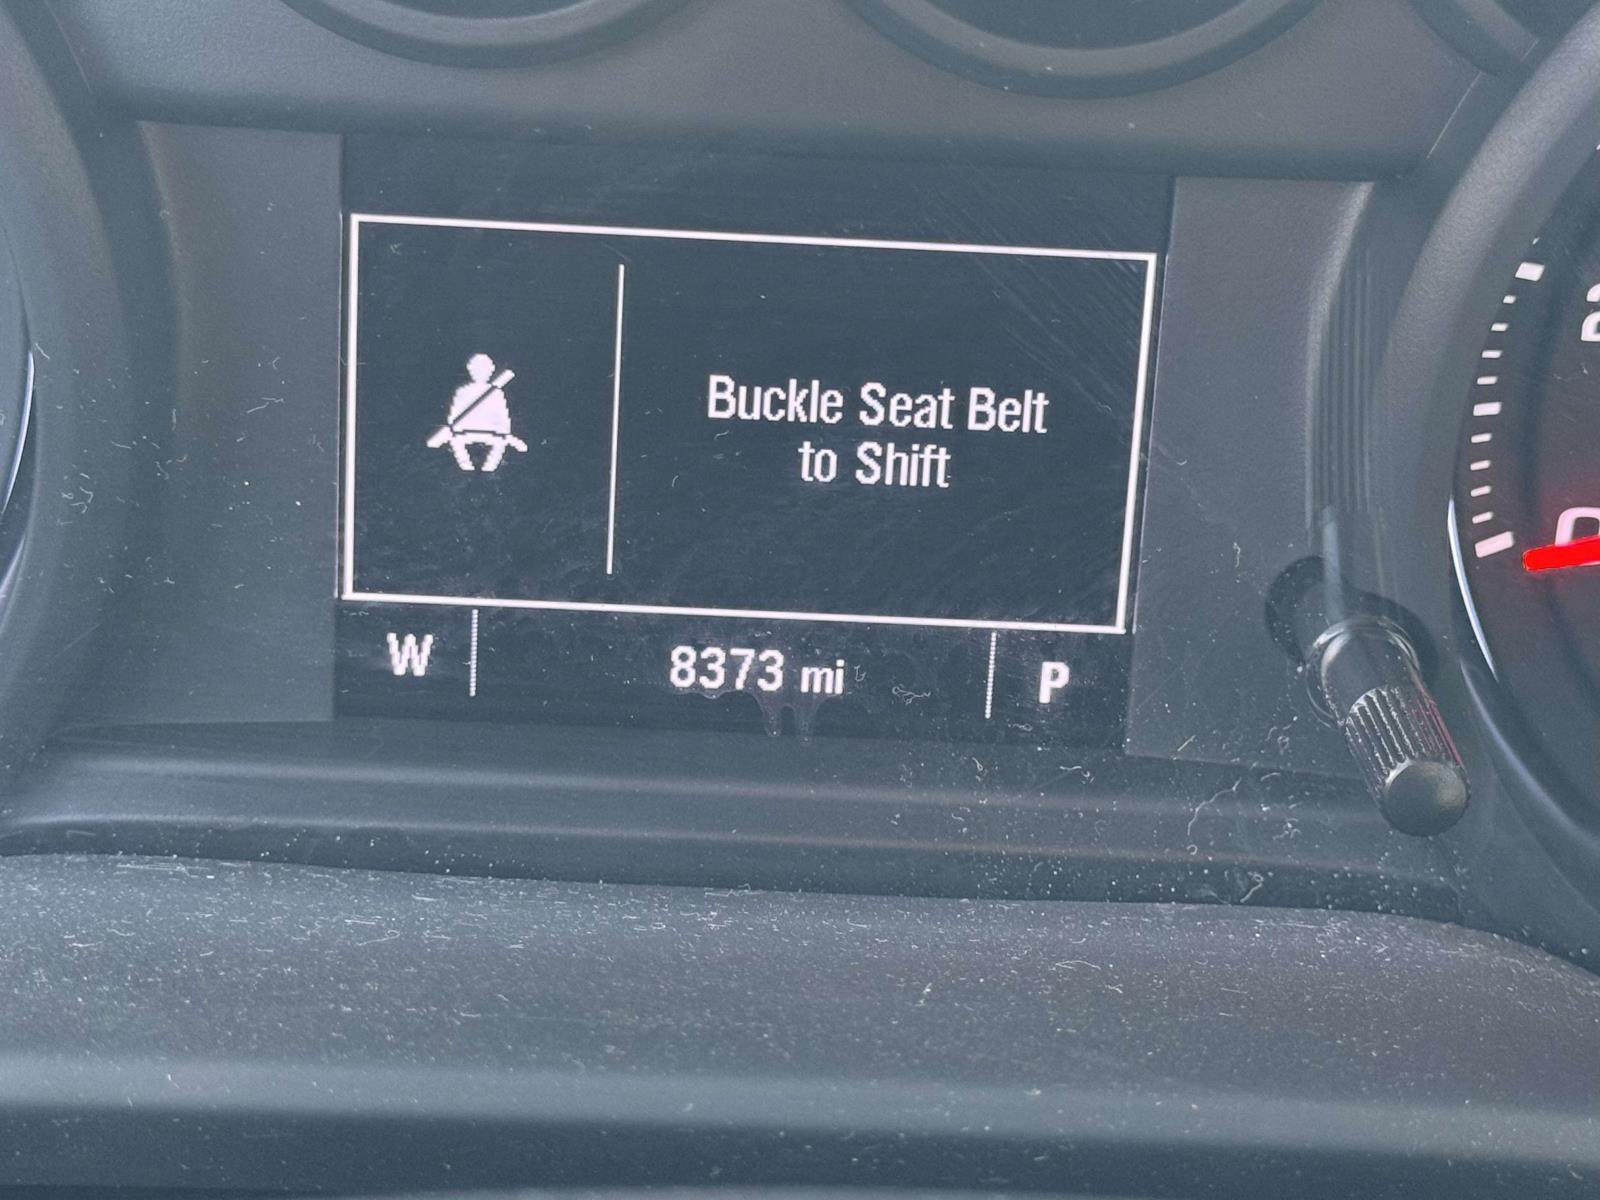 Buckle Seat Belt
to Shift
W 8373 mi P